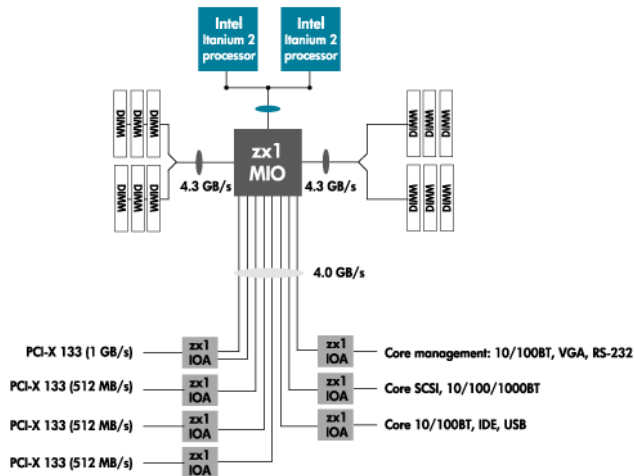 Intel
Itanium 2
processor
Intel
Itanium 2
processor
DIMM
DIMM
DIMM
DIMM
DIMM
DIMM
zx1
MIO
4.3 GB/s
4.3 GB/s
DIMM
DIMM
DIMM
DIMM
DIMM
DIMM
4.0 GB/s
PCI-X 133 (1 GB/s)
zx1
IOA
PCI-X 133 (512 MB/s)
zx1
IOA
PCI-X 133 (512 MB/s)
zx1
IOA
PCI-X 133 (512 MB/s)
zx1
IOA
zx1
IOA
Core management: 10/100BT, VGA, RS-232
zx1
IOA
Core SCSI, 10/100/1000BT
zx1
IOA
Core 10/100BT, IDE, USB